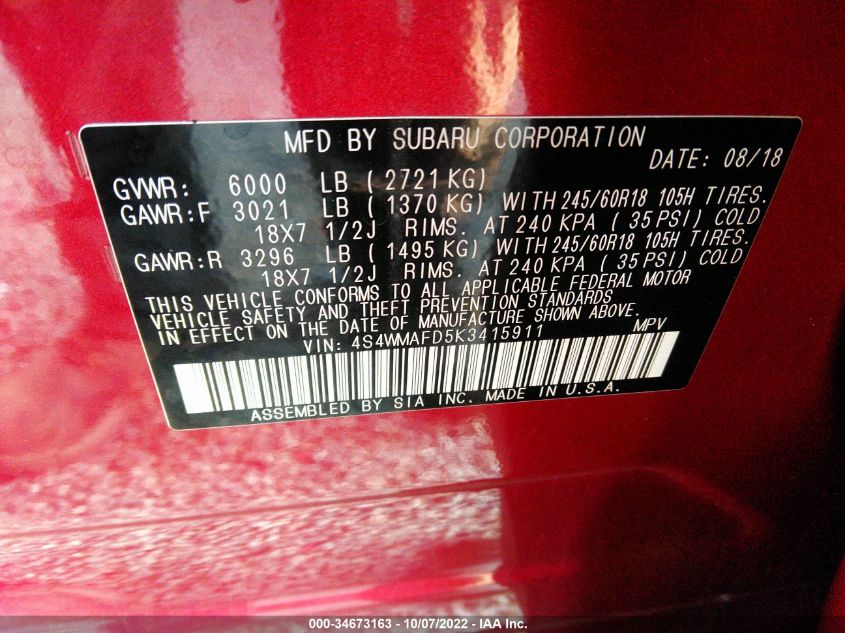 MFD BY SUBARU CORPORATION
DATE: 08/18
GVWR: 6000 LB ( 2721 KG)
GAWR:F 3021 LB ( 1370 KG) WITH 245/60R18 105H TIRES.
18X7 1/2J RIMS. AT 240 KPA ( 35 PSI) COLD
GAWR:R 3296 LB ( 1495 KG) WITH 245/60R18 105H TIRES.
18X7 1/2J RIMS. AT 240 KPA ( 35 PSI) COLD
THIS VEHICLE CONFORMS TO ALL APPLICABLE FEDERAL MOTOR
VEHICLE SAFETY AND THEFT PREVENTION STANDARDS
IN EFFECT ON THE DATE OF MANUFACTURE SHOWN ABOVE.
VIN: 4S4WMAFD5K3415911 MPV
ASSEMBLED BY SIA INC. MADE IN U.S.A.
000-34673163 - 10/07/2022 - IAA Inc.